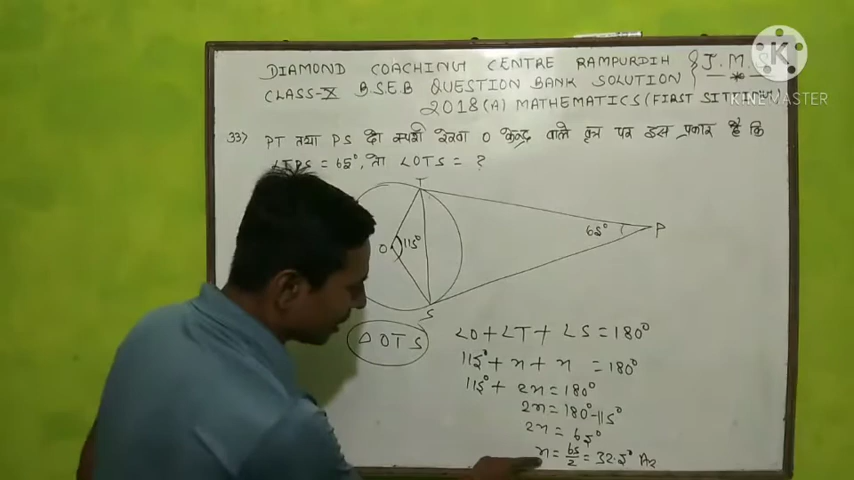 DIAMOND COACHING CENTRE RAMPURDIH { J.M.S
CLASS-X B.S.E.B QUESTION BANK SOLUTION
2018(A) MATHEMATICS (FIRST SITTING)
K
KINEMASTER
33> PT तथा PS दो स्पर्श रेखा O केन्द्र वाले वृत्त पर इस प्रकार है कि
∠TPS = 65°, तो ∠OTS = ?
T
65° P
O 115°
S
△OTS
∠O + ∠T + ∠S = 180°
115° + x + x = 180°
115° + 2x = 180°
2x = 180° - 115°
2x = 65°
x = 65/2 = 32.5° Ans